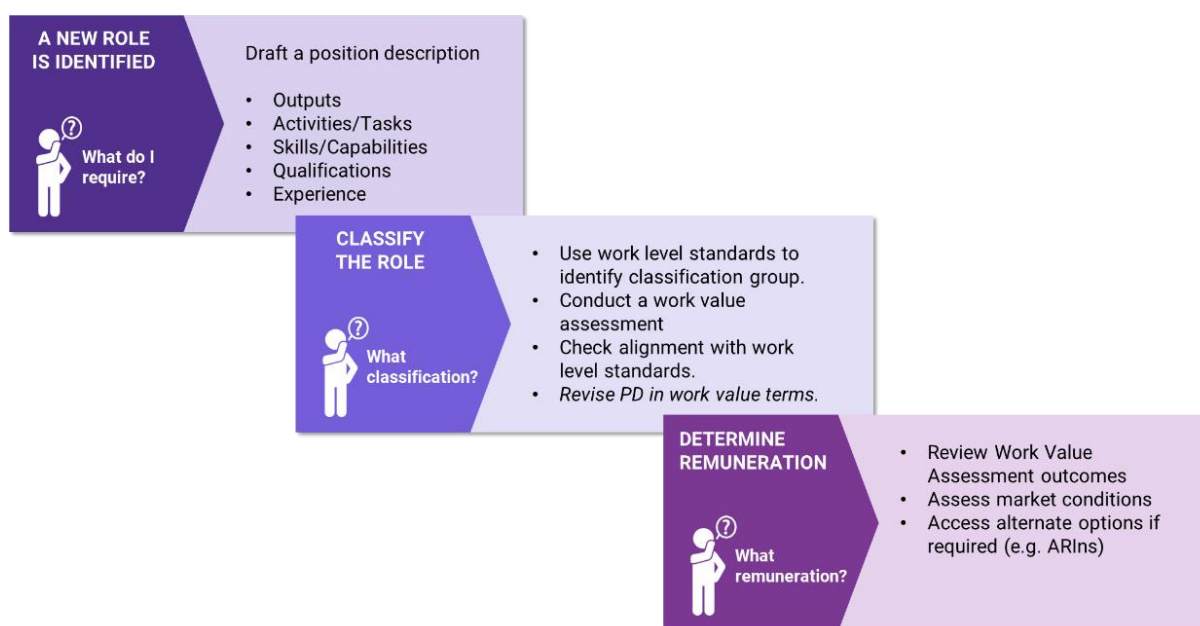 A NEW ROLE
IS IDENTIFIED
?
What do I
require?
Draft a position description
• Outputs
• Activities/Tasks
• Skills/Capabilities
• Qualifications
• Experience
CLASSIFY
THE ROLE
?
What
classification?
• Use work level standards to
identify classification group.
• Conduct a work value
assessment
• Check alignment with work
level standards.
• Revise PD in work value terms.
DETERMINE
REMUNERATION
?
What
remuneration?
• Review Work Value
Assessment outcomes
• Assess market conditions
• Access alternate options if
required (e.g. ARIns)